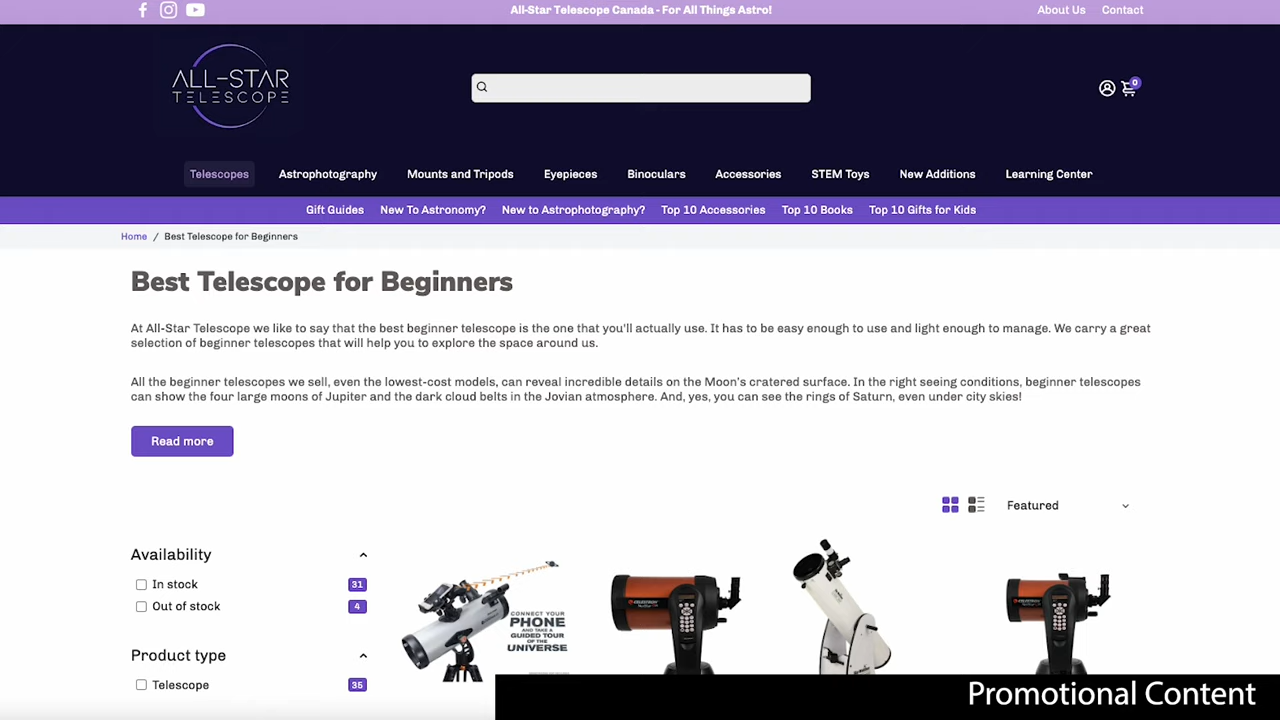 All-Star Telescope Canada - For All Things Astro!
About Us
Contact
ALL-STAR
TELESCOPE
0
Telescopes
Astrophotography
Mounts and Tripods
Eyepieces
Binoculars
Accessories
STEM Toys
New Additions
Learning Center
Gift Guides
New To Astronomy?
New to Astrophotography?
Top 10 Accessories
Top 10 Books
Top 10 Gifts for Kids
Home / Best Telescope for Beginners
Best Telescope for Beginners
At All-Star Telescope we like to say that the best beginner telescope is the one that you'll actually use. It has to be easy enough to use and light enough to manage. We carry a great
selection of beginner telescopes that will help you to explore the space around us.
All the beginner telescopes we sell, even the lowest-cost models, can reveal incredible details on the Moon's cratered surface. In the right seeing conditions, beginner telescopes
can show the four large moons of Jupiter and the dark cloud belts in the Jovian atmosphere. And, yes, you can see the rings of Saturn, even under city skies!
Read more
Featured
Availability
In stock
31
Out of stock
4
Product type
Telescope
35
CONNECT YOUR
PHONE
AND TAKE A
GUIDED TOUR
OF THE
UNIVERSE
Promotional Content